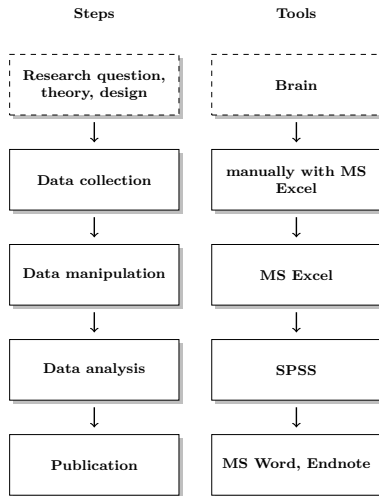 Steps
Tools
Research question,
theory, design
Brain
Data collection
manually with MS
Excel
Data manipulation
MS Excel
Data analysis
SPSS
Publication
MS Word, Endnote